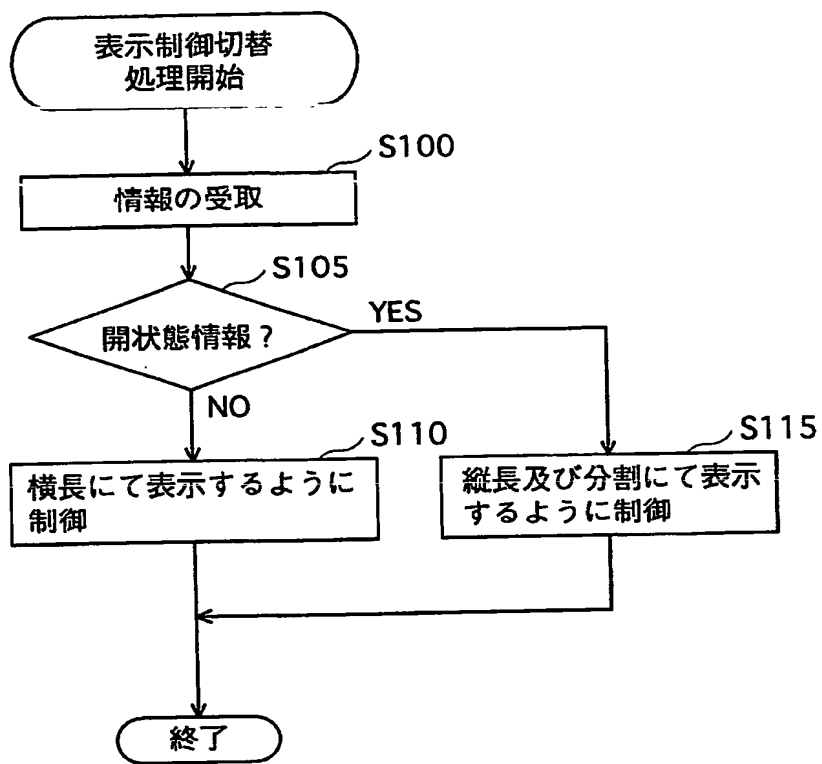 表示制御切替
処理開始
S100
情報の受取
S105
開状態情報?
YES
NO
S110
横長にて表示するように
制御
S115
縦長及び分割にて表示
するように制御
終了